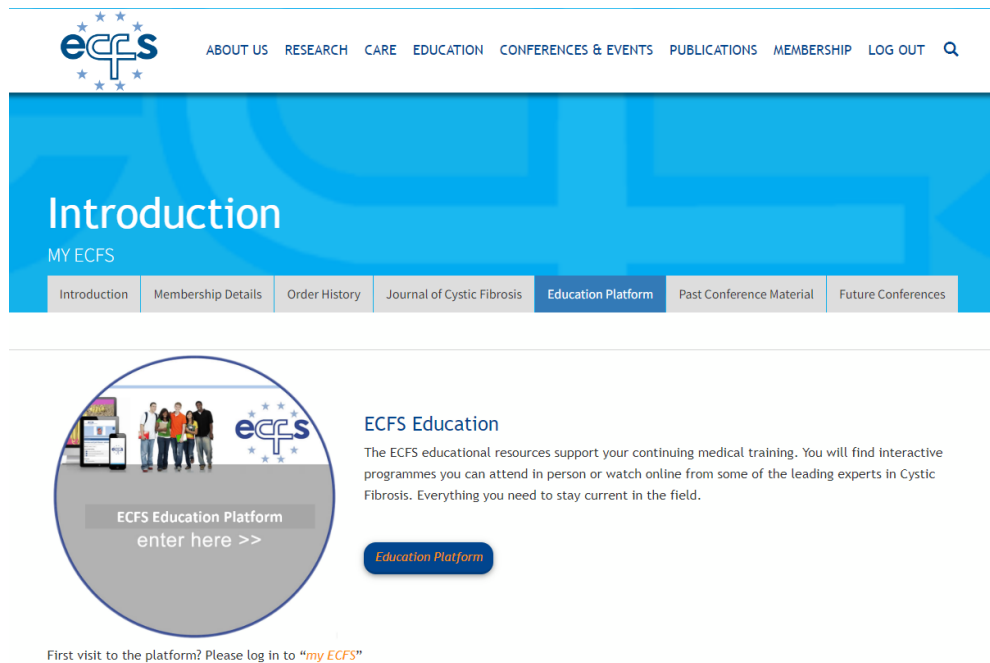 ecfs
ABOUT US RESEARCH CARE EDUCATION CONFERENCES & EVENTS PUBLICATIONS MEMBERSHIP LOG OUT
Introduction
MY ECFS
Introduction Membership Details Order History Journal of Cystic Fibrosis Education Platform Past Conference Material Future Conferences
ecfs
ECFS Education Platform
enter here >>
ECFS Education
The ECFS educational resources support your continuing medical training. You will find interactive
programmes you can attend in person or watch online from some of the leading experts in Cystic
Fibrosis. Everything you need to stay current in the field.
Education Platform
First visit to the platform? Please log in to “my ECFS”